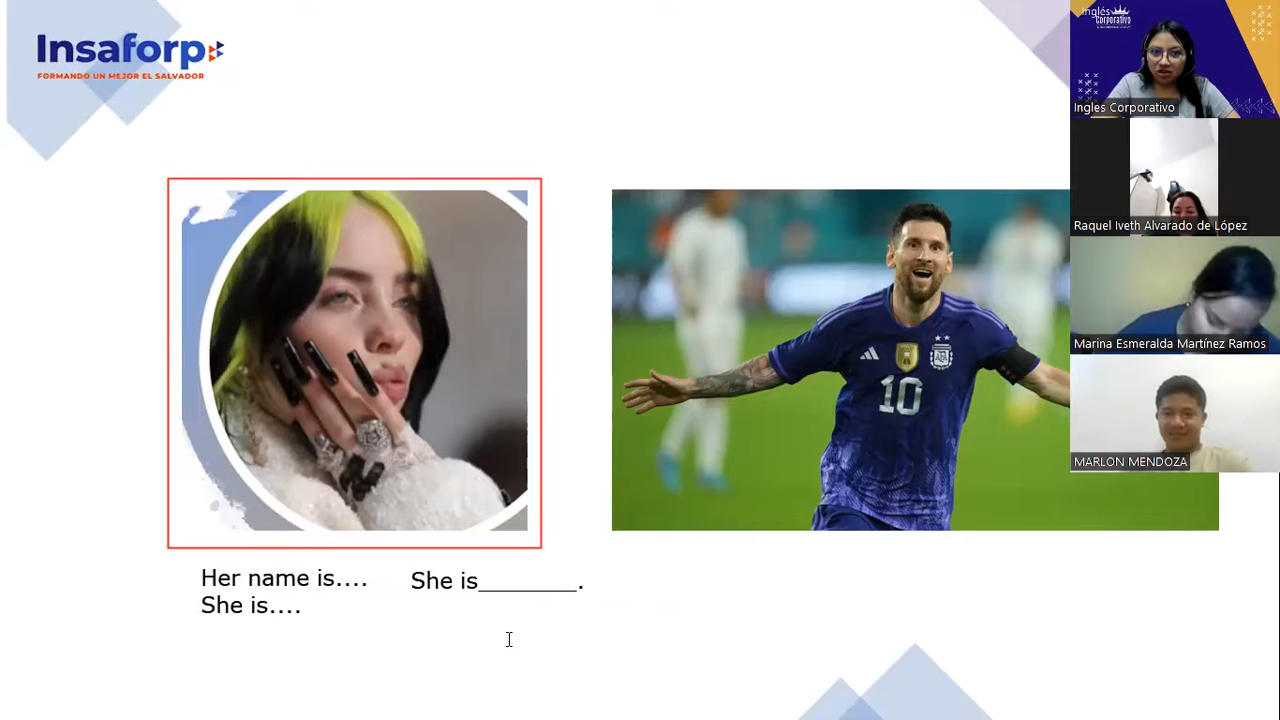 Insaforp
FORMANDO UN MEJOR EL SALVADOR
Inglés
corporativo
Ingles Corporativo
Raquel Iveth Alvarado de López
Marina Esmeralda Martínez Ramos
MARLON MENDOZA
10
Her name is.... She is________.
She is....